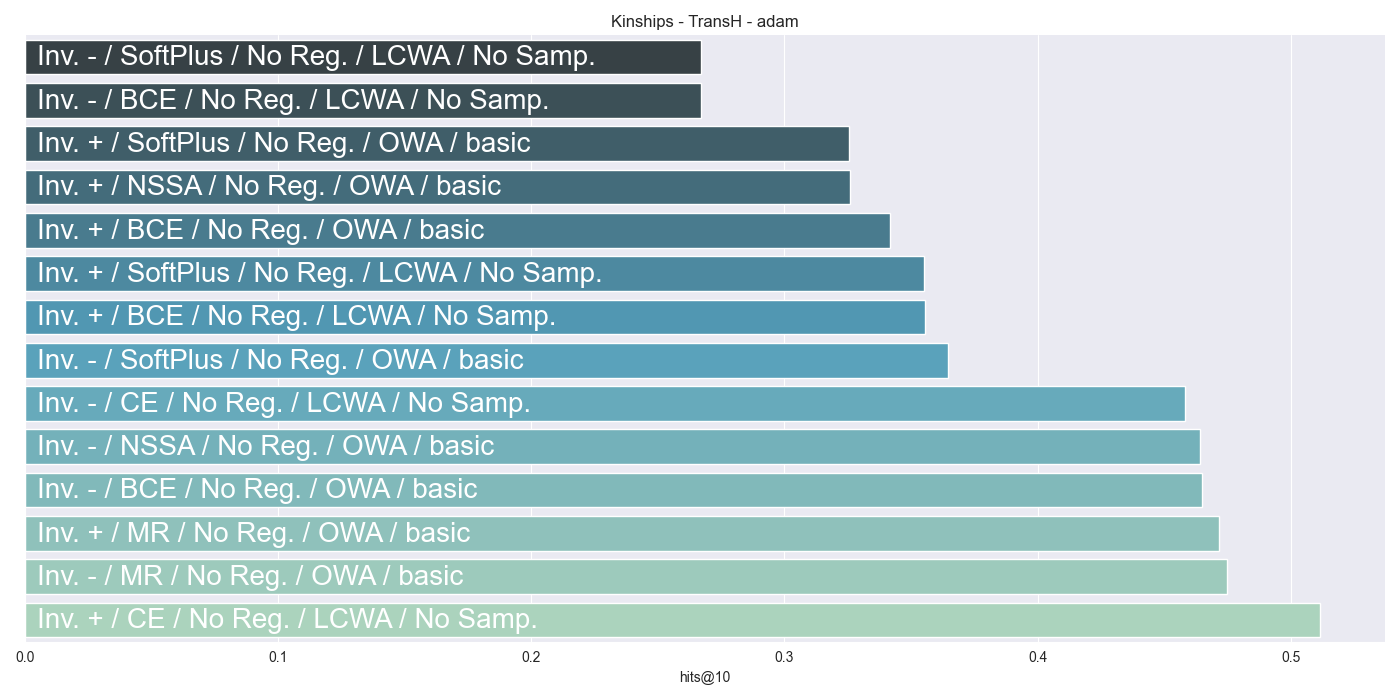 Kinships - TransH - adam
Inv. - / SoftPlus / No Reg. / LCWA / No Samp.
Inv. - / BCE / No Reg. / LCWA / No Samp.
Inv. + / SoftPlus / No Reg. / OWA / basic
Inv. + / NSSA / No Reg. / OWA / basic
Inv. + / BCE / No Reg. / OWA / basic
Inv. + / SoftPlus / No Reg. / LCWA / No Samp.
Inv. + / BCE / No Reg. / LCWA / No Samp.
Inv. - / SoftPlus / No Reg. / OWA / basic
Inv. - / CE / No Reg. / LCWA / No Samp.
Inv. - / NSSA / No Reg. / OWA / basic
Inv. - / BCE / No Reg. / OWA / basic
Inv. + / MR / No Reg. / OWA / basic
Inv. - / MR / No Reg. / OWA / basic
Inv. + / CE / No Reg. / LCWA / No Samp.
0.0 0.1 0.2 0.3 0.4 0.5
hits@10